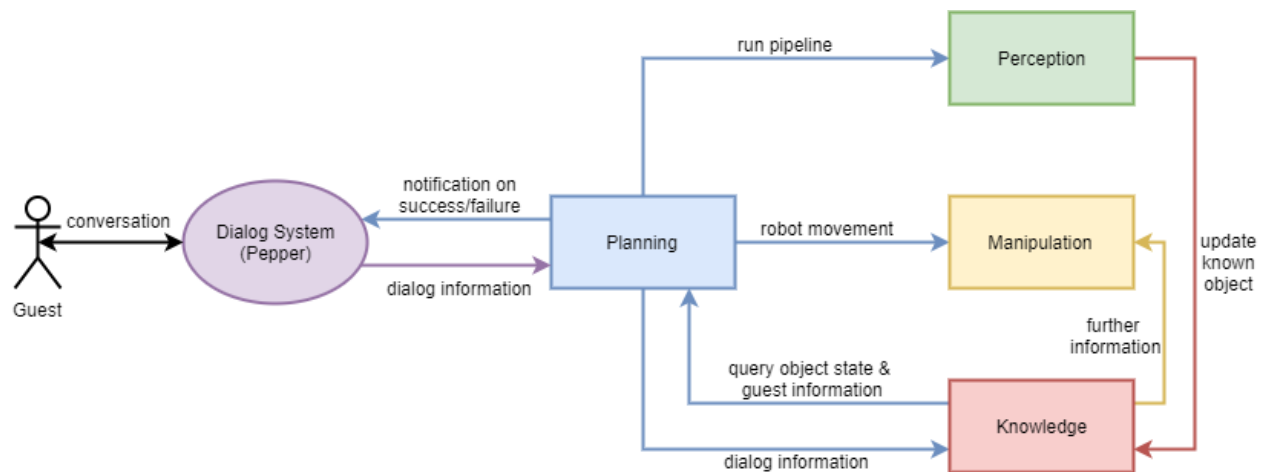 run pipeline
Perception
notification on
success/failure
conversation
Dialog System
(Pepper)
Planning
robot movement
Manipulation
update
known
object
dialog information
Guest
further
information
query object state &
guest information
Knowledge
dialog information